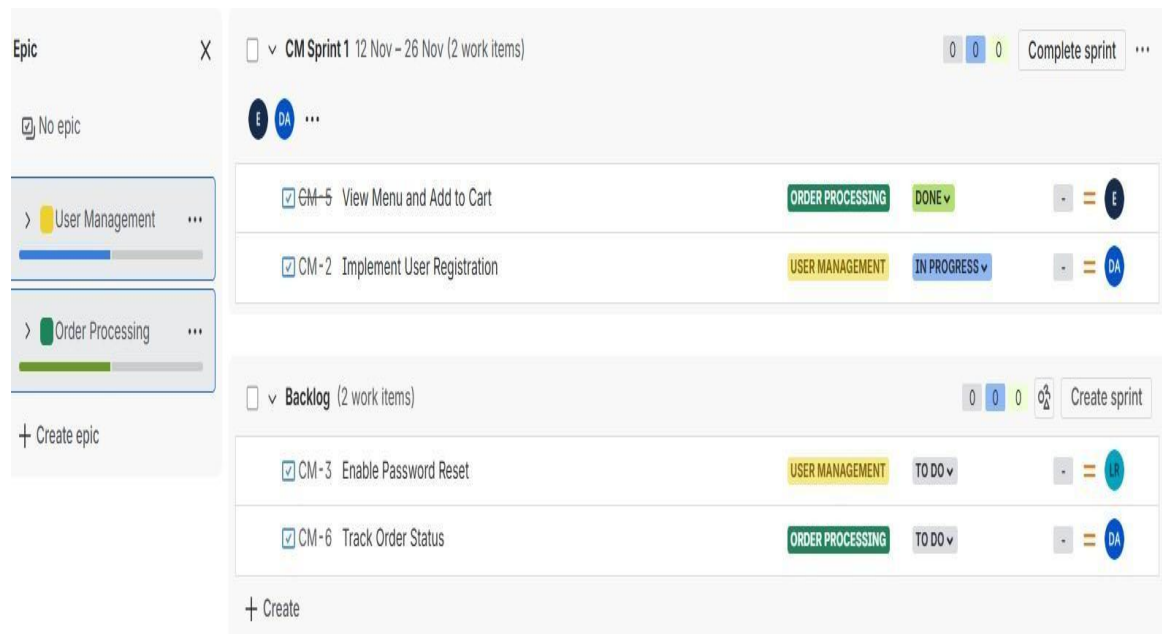 Epic X
No epic
User Management ...
Order Processing ...
+ Create epic
CM Sprint 1 12 Nov – 26 Nov (2 work items) 0 0 0 Complete sprint ...
E DA ...
CM-5 View Menu and Add to Cart ORDER PROCESSING DONE - E
CM-2 Implement User Registration USER MANAGEMENT IN PROGRESS - DA
Backlog (2 work items) 0 0 0 Create sprint
CM-3 Enable Password Reset USER MANAGEMENT TO DO - LR
CM-6 Track Order Status ORDER PROCESSING TO DO - DA
+ Create